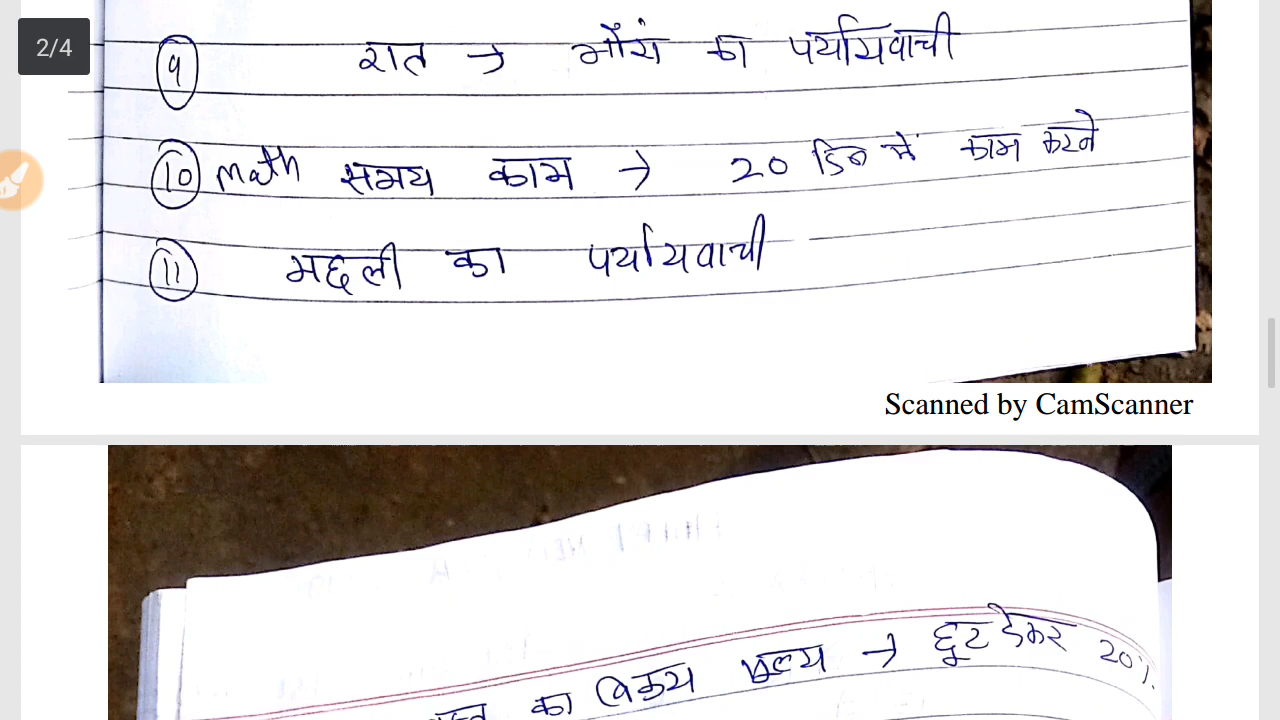 2/4
9 रात → भौंरा का पर्यायवाची
10 Math समय काम → 20 दिन में काम करने
11 मछली का पर्यायवाची
Scanned by CamScanner
का विक्रय मूल्य → छूट देकर 20%.